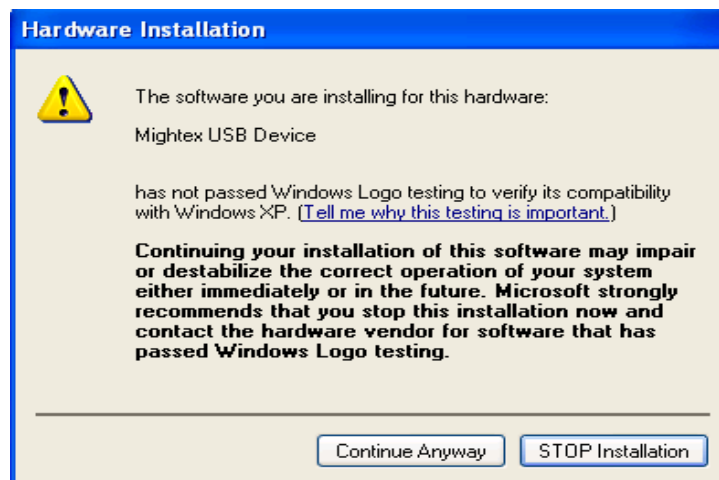 Hardware Installation
The software you are installing for this hardware:
Mightex USB Device
has not passed Windows Logo testing to verify its compatibility
with Windows XP. (Tell me why this testing is important.)
Continuing your installation of this software may impair
or destabilize the correct operation of your system
either immediately or in the future. Microsoft strongly
recommends that you stop this installation now and
contact the hardware vendor for software that has
passed Windows Logo testing.
Continue Anyway
STOP Installation